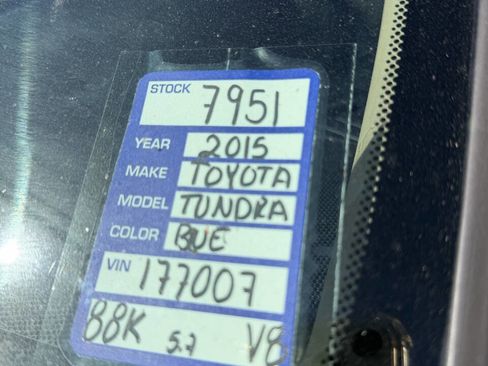 STOCK 7951
YEAR 2015
MAKE TOYOTA
MODEL TUNDRA
COLOR BUE
VIN 177007
88K 5.7 V8